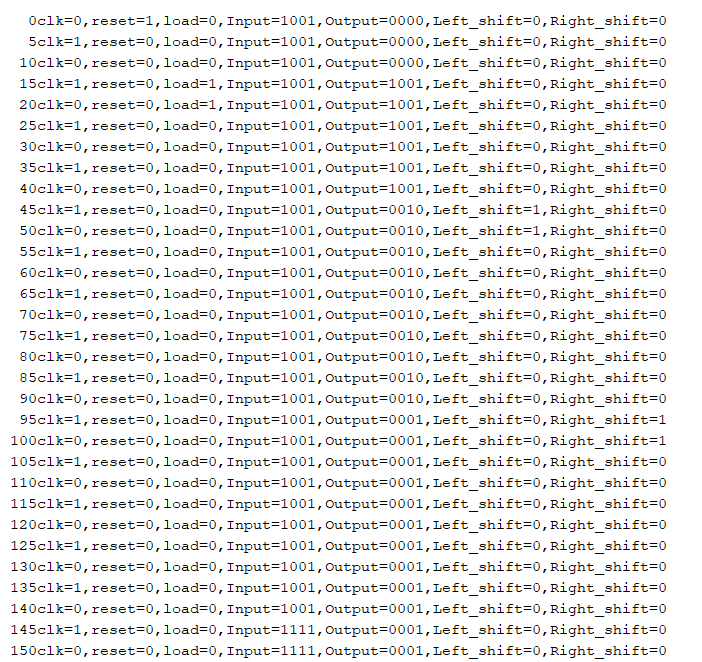 0clk=0,reset=1,load=0,Input=1001,Output=0000,Left_shift=0,Right_shift=0
5clk=1,reset=0,load=0,Input=1001,Output=0000,Left_shift=0,Right_shift=0
10clk=0,reset=0,load=0,Input=1001,Output=0000,Left_shift=0,Right_shift=0
15clk=1,reset=0,load=1,Input=1001,Output=1001,Left_shift=0,Right_shift=0
20clk=0,reset=0,load=1,Input=1001,Output=1001,Left_shift=0,Right_shift=0
25clk=1,reset=0,load=0,Input=1001,Output=1001,Left_shift=0,Right_shift=0
30clk=0,reset=0,load=0,Input=1001,Output=1001,Left_shift=0,Right_shift=0
35clk=1,reset=0,load=0,Input=1001,Output=1001,Left_shift=0,Right_shift=0
40clk=0,reset=0,load=0,Input=1001,Output=1001,Left_shift=0,Right_shift=0
45clk=1,reset=0,load=0,Input=1001,Output=0010,Left_shift=1,Right_shift=0
50clk=0,reset=0,load=0,Input=1001,Output=0010,Left_shift=1,Right_shift=0
55clk=1,reset=0,load=0,Input=1001,Output=0010,Left_shift=0,Right_shift=0
60clk=0,reset=0,load=0,Input=1001,Output=0010,Left_shift=0,Right_shift=0
65clk=1,reset=0,load=0,Input=1001,Output=0010,Left_shift=0,Right_shift=0
70clk=0,reset=0,load=0,Input=1001,Output=0010,Left_shift=0,Right_shift=0
75clk=1,reset=0,load=0,Input=1001,Output=0010,Left_shift=0,Right_shift=0
80clk=0,reset=0,load=0,Input=1001,Output=0010,Left_shift=0,Right_shift=0
85clk=1,reset=0,load=0,Input=1001,Output=0010,Left_shift=0,Right_shift=0
90clk=0,reset=0,load=0,Input=1001,Output=0010,Left_shift=0,Right_shift=0
95clk=1,reset=0,load=0,Input=1001,Output=0001,Left_shift=0,Right_shift=1
100clk=0,reset=0,load=0,Input=1001,Output=0001,Left_shift=0,Right_shift=1
105clk=1,reset=0,load=0,Input=1001,Output=0001,Left_shift=0,Right_shift=0
110clk=0,reset=0,load=0,Input=1001,Output=0001,Left_shift=0,Right_shift=0
115clk=1,reset=0,load=0,Input=1001,Output=0001,Left_shift=0,Right_shift=0
120clk=0,reset=0,load=0,Input=1001,Output=0001,Left_shift=0,Right_shift=0
125clk=1,reset=0,load=0,Input=1001,Output=0001,Left_shift=0,Right_shift=0
130clk=0,reset=0,load=0,Input=1001,Output=0001,Left_shift=0,Right_shift=0
135clk=1,reset=0,load=0,Input=1001,Output=0001,Left_shift=0,Right_shift=0
140clk=0,reset=0,load=0,Input=1001,Output=0001,Left_shift=0,Right_shift=0
145clk=1,reset=0,load=0,Input=1111,Output=0001,Left_shift=0,Right_shift=0
150clk=0,reset=0,load=0,Input=1111,Output=0001,Left_shift=0,Right_shift=0